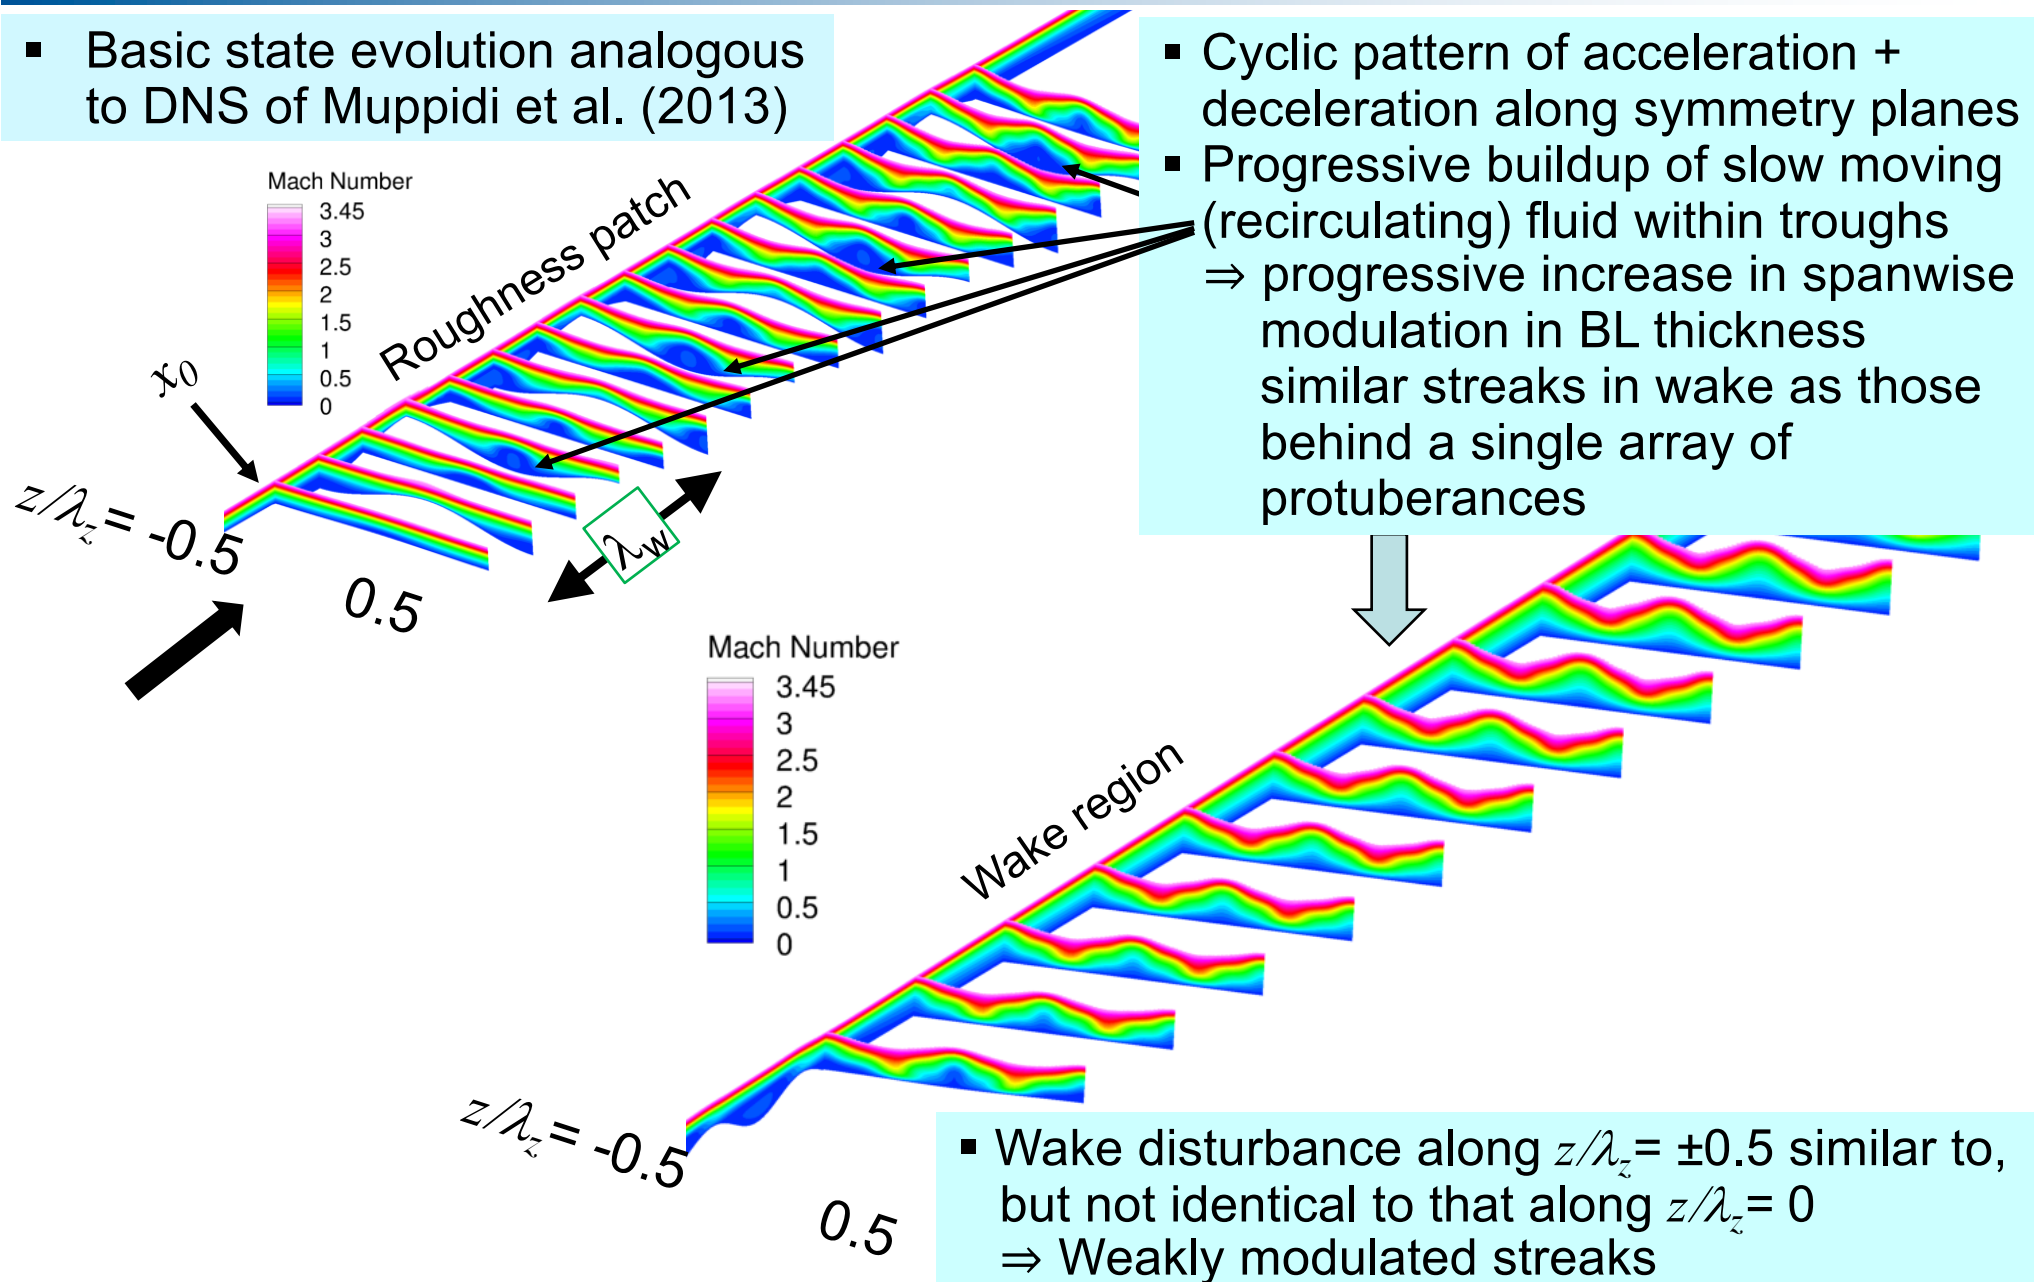 ▪ Basic state evolution analogous
to DNS of Muppidi et al. (2013)
▪ Cyclic pattern of acceleration +
deceleration along symmetry planes
▪ Progressive buildup of slow moving
(recirculating) fluid within troughs
⇒ progressive increase in spanwise
modulation in BL thickness
similar streaks in wake as those
behind a single array of
protuberances
Mach Number
3.45
3
2.5
2
1.5
1
0.5
0
Roughness patch
x₀
z/λ_z = -0.5
0.5
λ_w
Mach Number
3.45
3
2.5
2
1.5
1
0.5
0
Wake region
z/λ_z = -0.5
0.5
▪ Wake disturbance along z/λ_z = ±0.5 similar to,
but not identical to that along z/λ_z = 0
⇒ Weakly modulated streaks